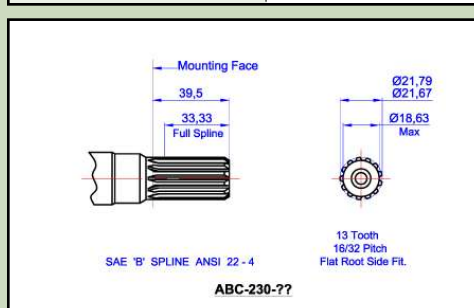 Mounting Face
39,5
33,33
Full Spline
Ø21,79
Ø21,67
Ø18,63
Max
SAE 'B' SPLINE ANSI 22 - 4
13 Tooth
16/32 Pitch
Flat Root Side Fit.
ABC-230-??